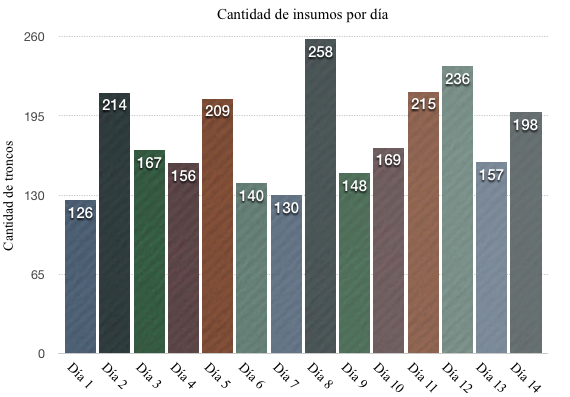 Cantidad de insumos por día
Cantidad de troncos
260
195
130
65
0
126
214
167
156
209
140
130
258
148
169
215
236
157
198
Día 1
Día 2
Día 3
Día 4
Día 5
Día 6
Día 7
Día 8
Día 9
Día 10
Día 11
Día 12
Día 13
Día 14